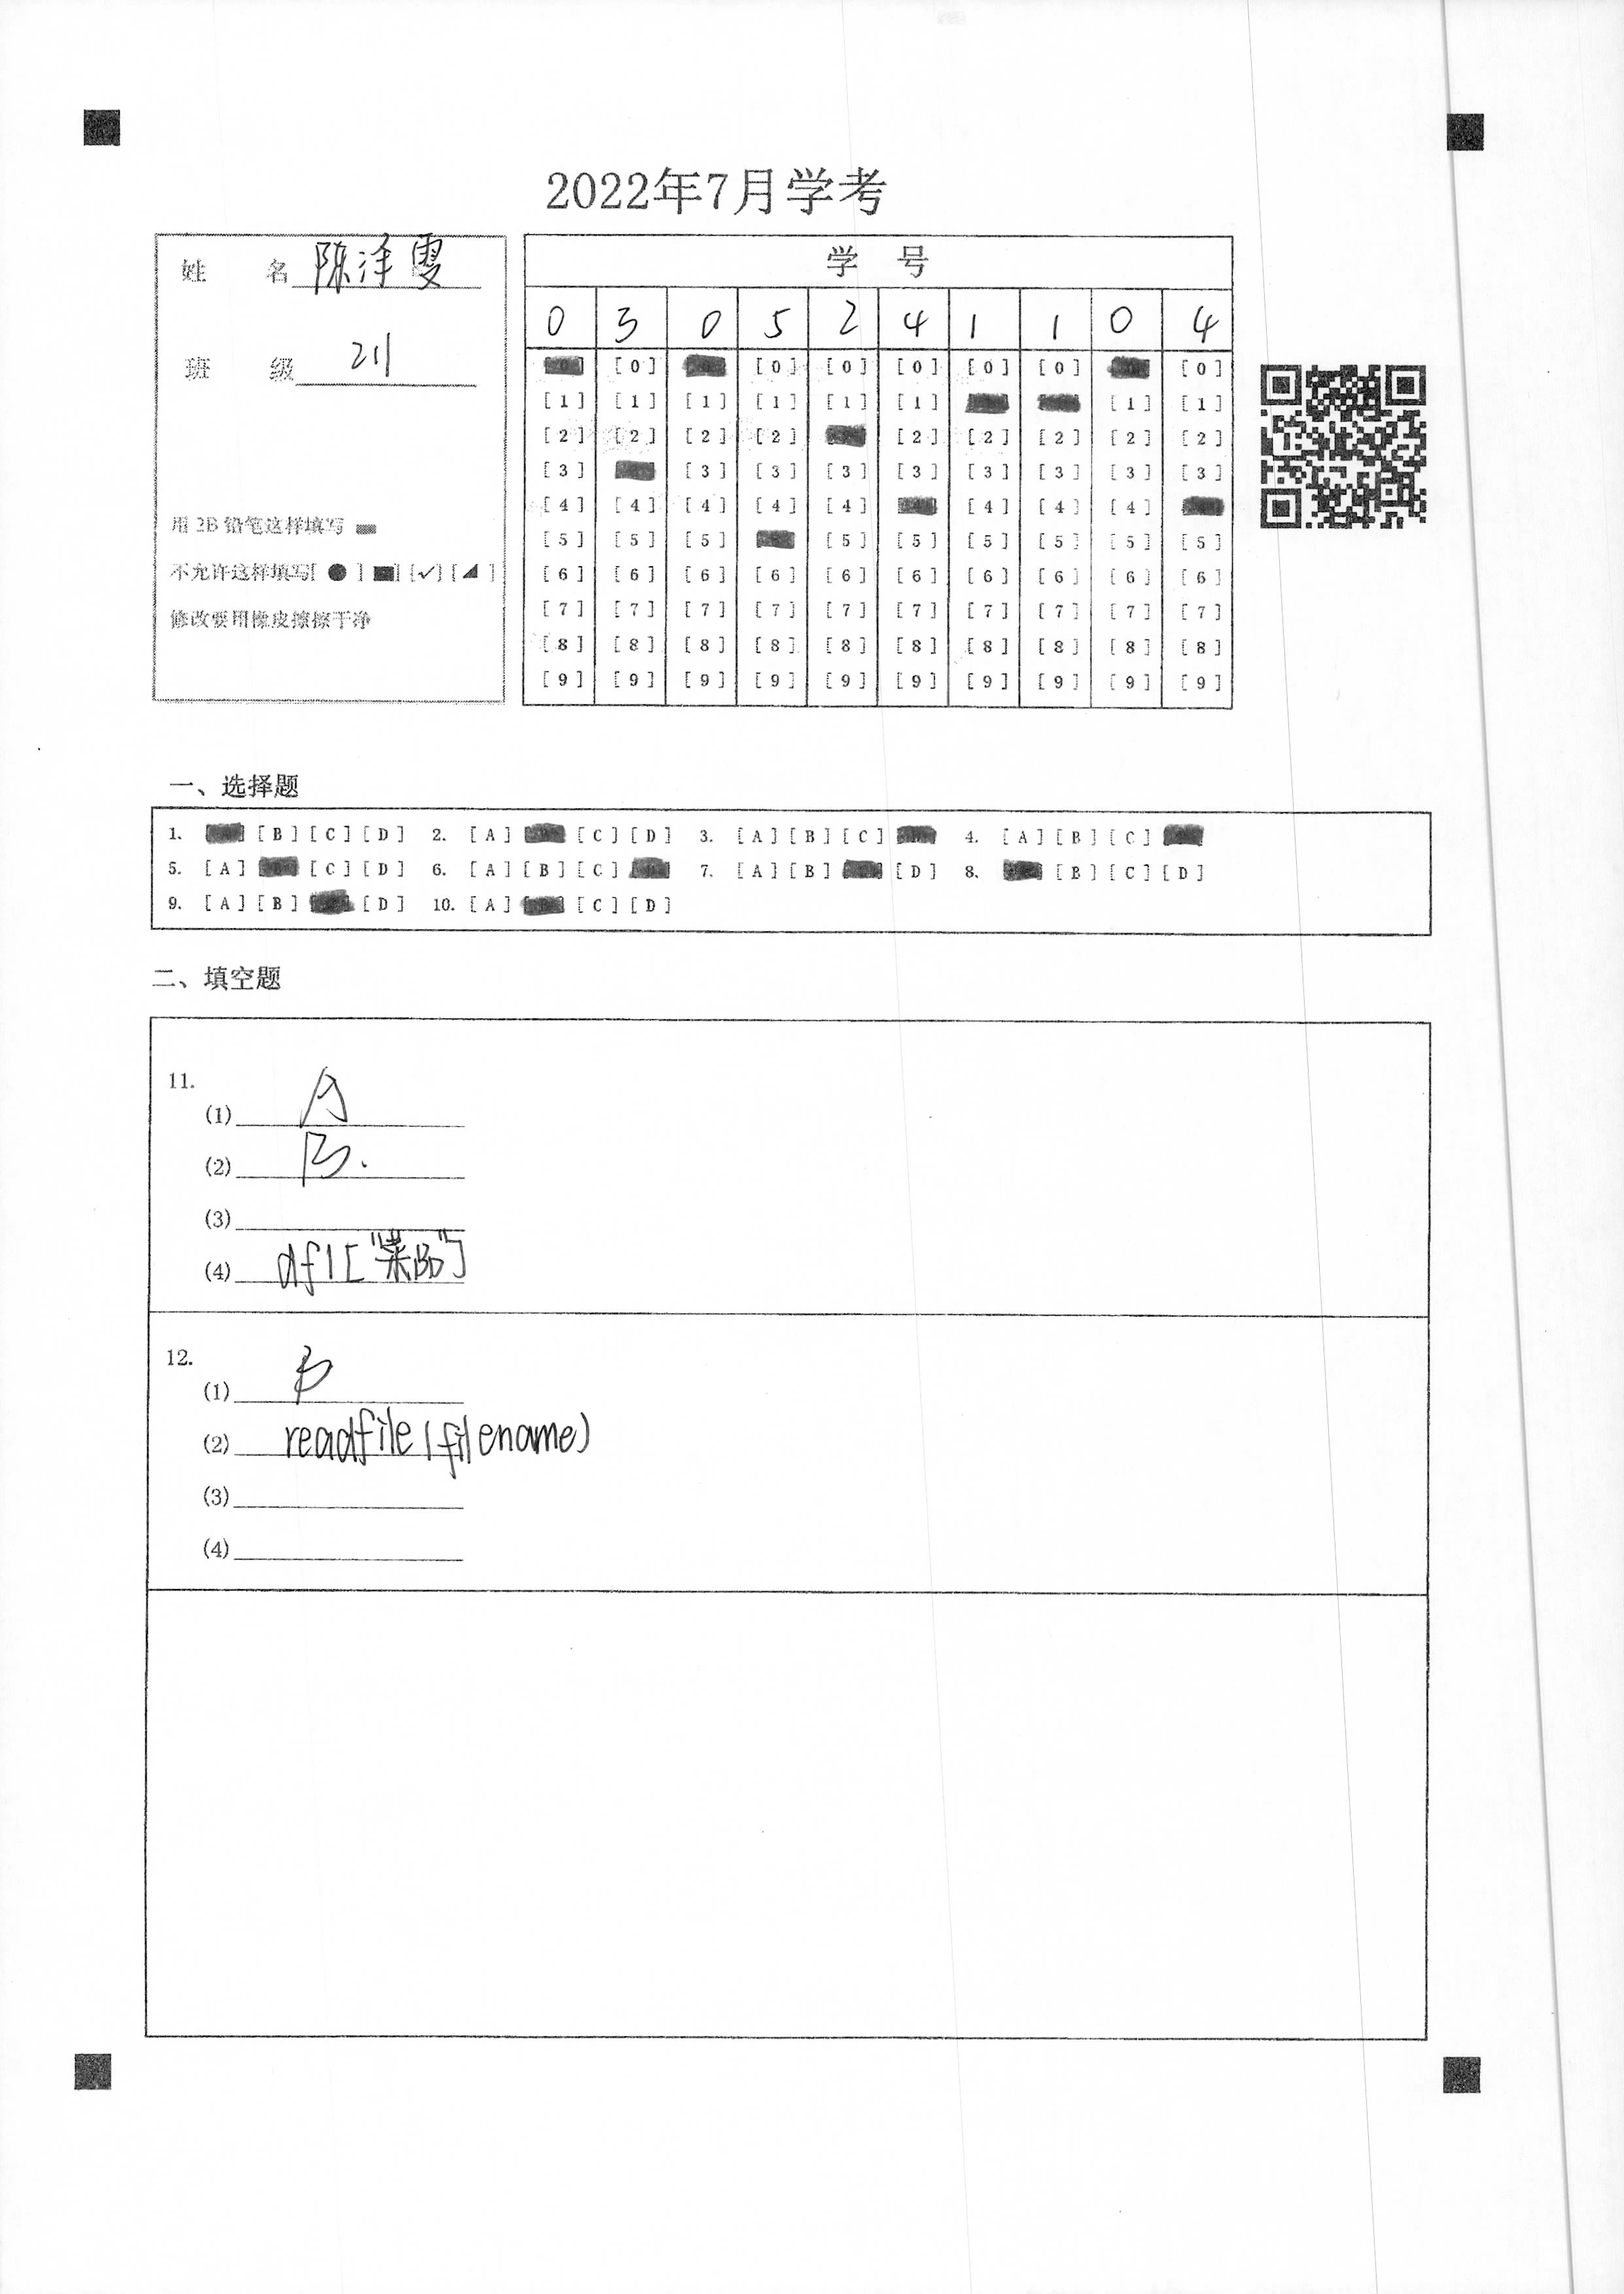 2022年7月学考
姓 名 陈泽雯
班 级 211
用2B铅笔这样填写
不允许这样填写[ ● ] [■] [✓] [◢ ]
修改要用橡皮擦擦干净
学 号
0 3 0 5 2 4 1 1 0 4
[0] [0] [0] [0] [0] [0]
[1] [1] [1] [1] [1] [1] [1] [1]
[2] [2] [2] [2] [2] [2] [2] [2] [2]
[3] [3] [3] [3] [3] [3] [3] [3] [3]
[4] [4] [4] [4] [4] [4] [4] [4]
[5] [5] [5] [5] [5] [5] [5] [5] [5]
[6] [6] [6] [6] [6] [6] [6] [6] [6] [6]
[7] [7] [7] [7] [7] [7] [7] [7] [7] [7]
[8] [8] [8] [8] [8] [8] [8] [8] [8] [8]
[9] [9] [9] [9] [9] [9] [9] [9] [9] [9]
一、选择题
1. [B] [C] [D] 2. [A] [C] [D] 3. [A] [B] [C] 4. [A] [B] [C]
5. [A] [C] [D] 6. [A] [B] [C] 7. [A] [B] [D] 8. [B] [C] [D]
9. [A] [B] [D] 10. [A] [C] [D]
二、填空题
11.
(1) A
(2) B.
(3)
(4) df1["菜品"]
12.
(1) B
(2) readfile(filename)
(3)
(4)